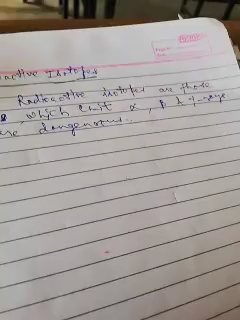 active Isotopes
Radioactive isotopes are those
, which emit α, β & γ-rays
are dangerous.